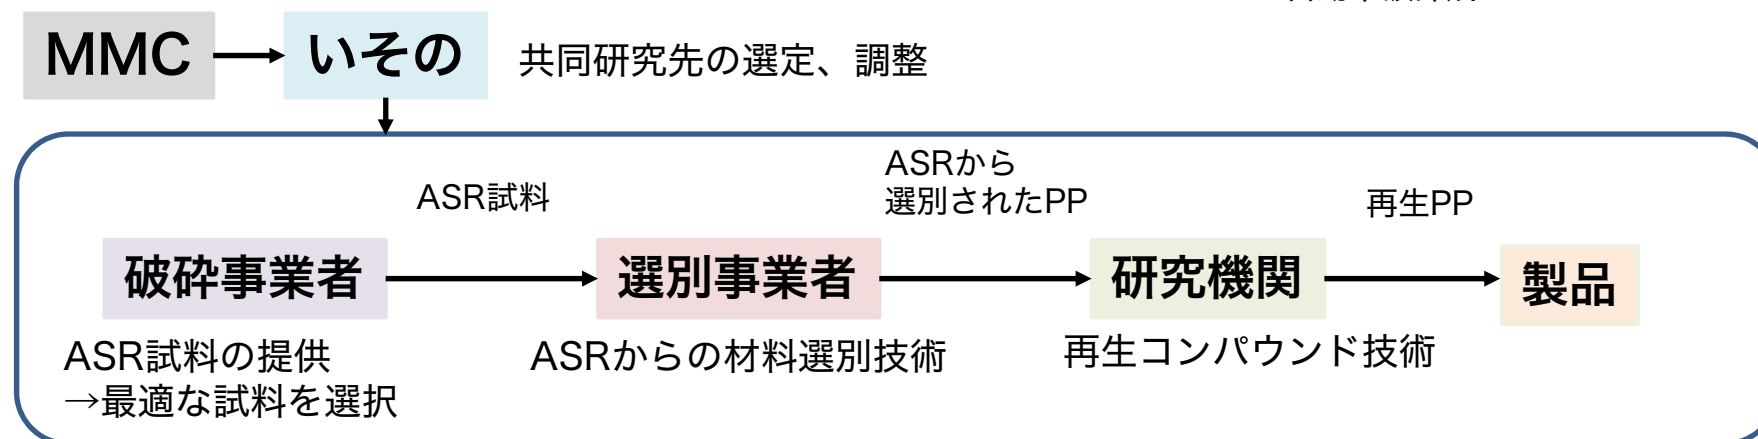 MMC
いその
共同研究先の選定、調整
ASR試料
ASRから
選別されたPP
再生PP
破砕事業者
選別事業者
研究機関
製品
ASR試料の提供
→最適な試料を選択
ASRからの材料選別技術
再生コンパウンド技術